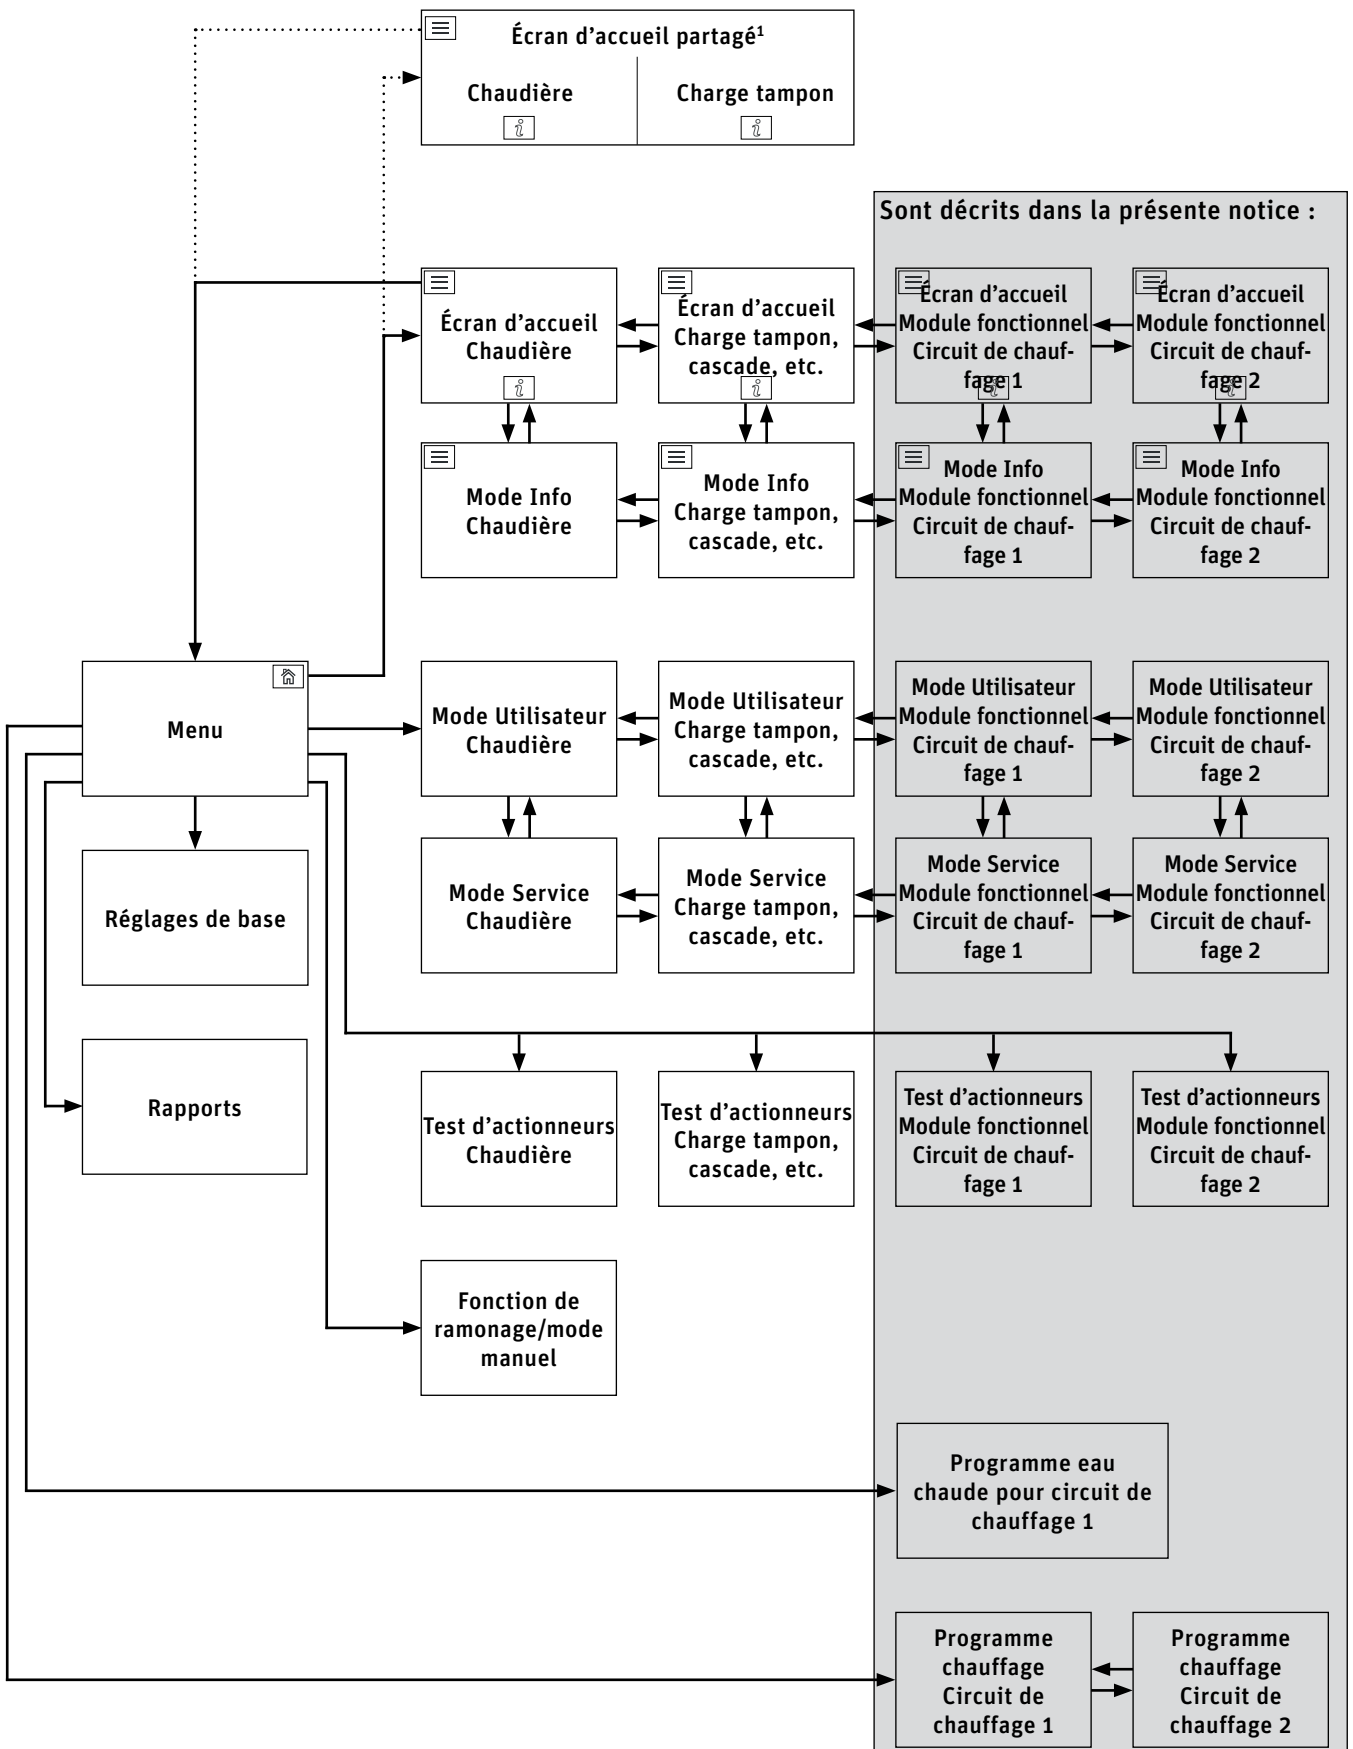 Écran d'accueil partagé¹
Chaudière
Charge tampon
Sont décrits dans la présente notice :
Écran d'accueil
Chaudière
Écran d'accueil
Charge tampon,
cascade, etc.
Écran d'accueil
Module fonctionnel
Circuit de chauf-
fage 1
Écran d'accueil
Module fonctionnel
Circuit de chauf-
fage 2
Mode Info
Chaudière
Mode Info
Charge tampon,
cascade, etc.
Mode Info
Module fonctionnel
Circuit de chauf-
fage 1
Mode Info
Module fonctionnel
Circuit de chauf-
fage 2
Menu
Mode Utilisateur
Chaudière
Mode Utilisateur
Charge tampon,
cascade, etc.
Mode Utilisateur
Module fonctionnel
Circuit de chauf-
fage 1
Mode Utilisateur
Module fonctionnel
Circuit de chauf-
fage 2
Réglages de base
Mode Service
Chaudière
Mode Service
Charge tampon,
cascade, etc.
Mode Service
Module fonctionnel
Circuit de chauf-
fage 1
Mode Service
Module fonctionnel
Circuit de chauf-
fage 2
Rapports
Test d'actionneurs
Chaudière
Test d'actionneurs
Charge tampon,
cascade, etc.
Test d'actionneurs
Module fonctionnel
Circuit de chauf-
fage 1
Test d'actionneurs
Module fonctionnel
Circuit de chauf-
fage 2
Fonction de
ramonage/mode
manuel
Programme eau
chaude pour circuit de
chauffage 1
Programme
chauffage
Circuit de
chauffage 1
Programme
chauffage
Circuit de
chauffage 2